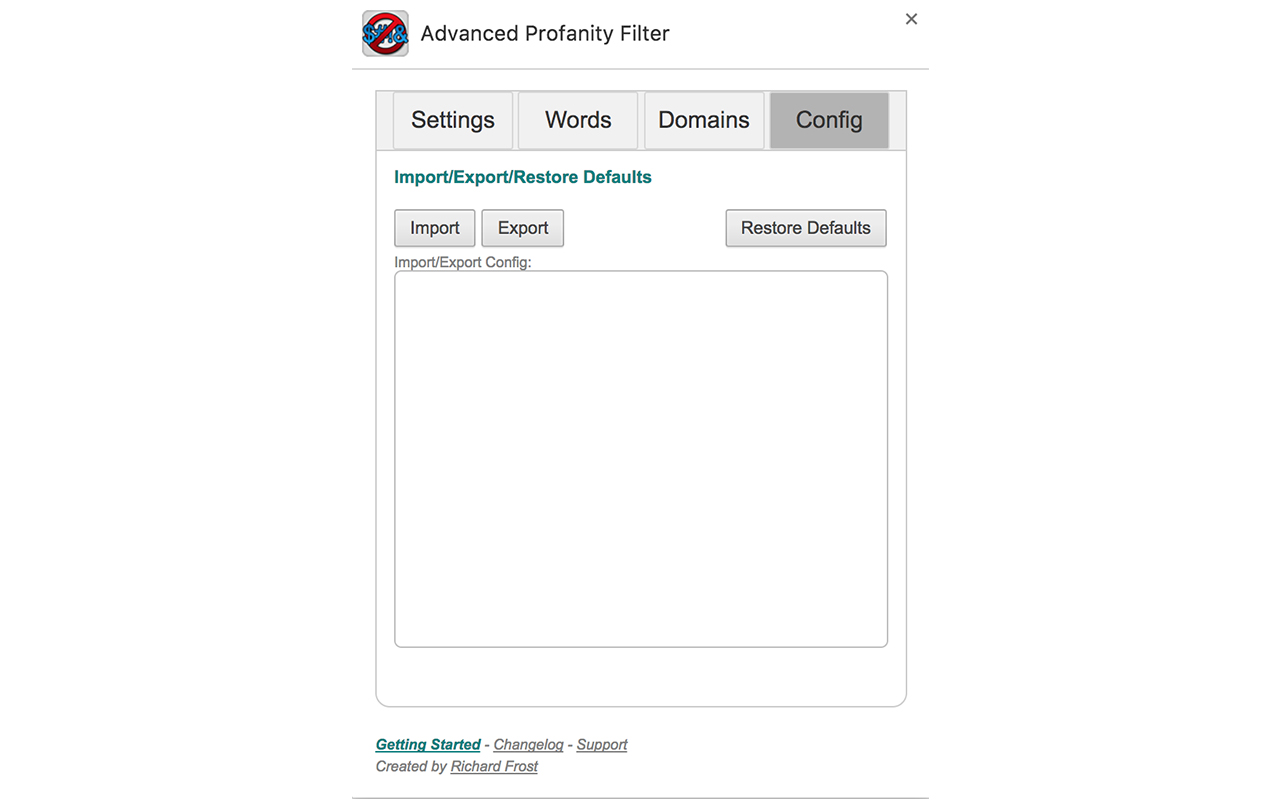 Advanced Profanity Filter
Settings Words Domains Config
Import/Export/Restore Defaults
Import Export Restore Defaults
Import/Export Config:
Getting Started - Changelog - Support
Created by Richard Frost